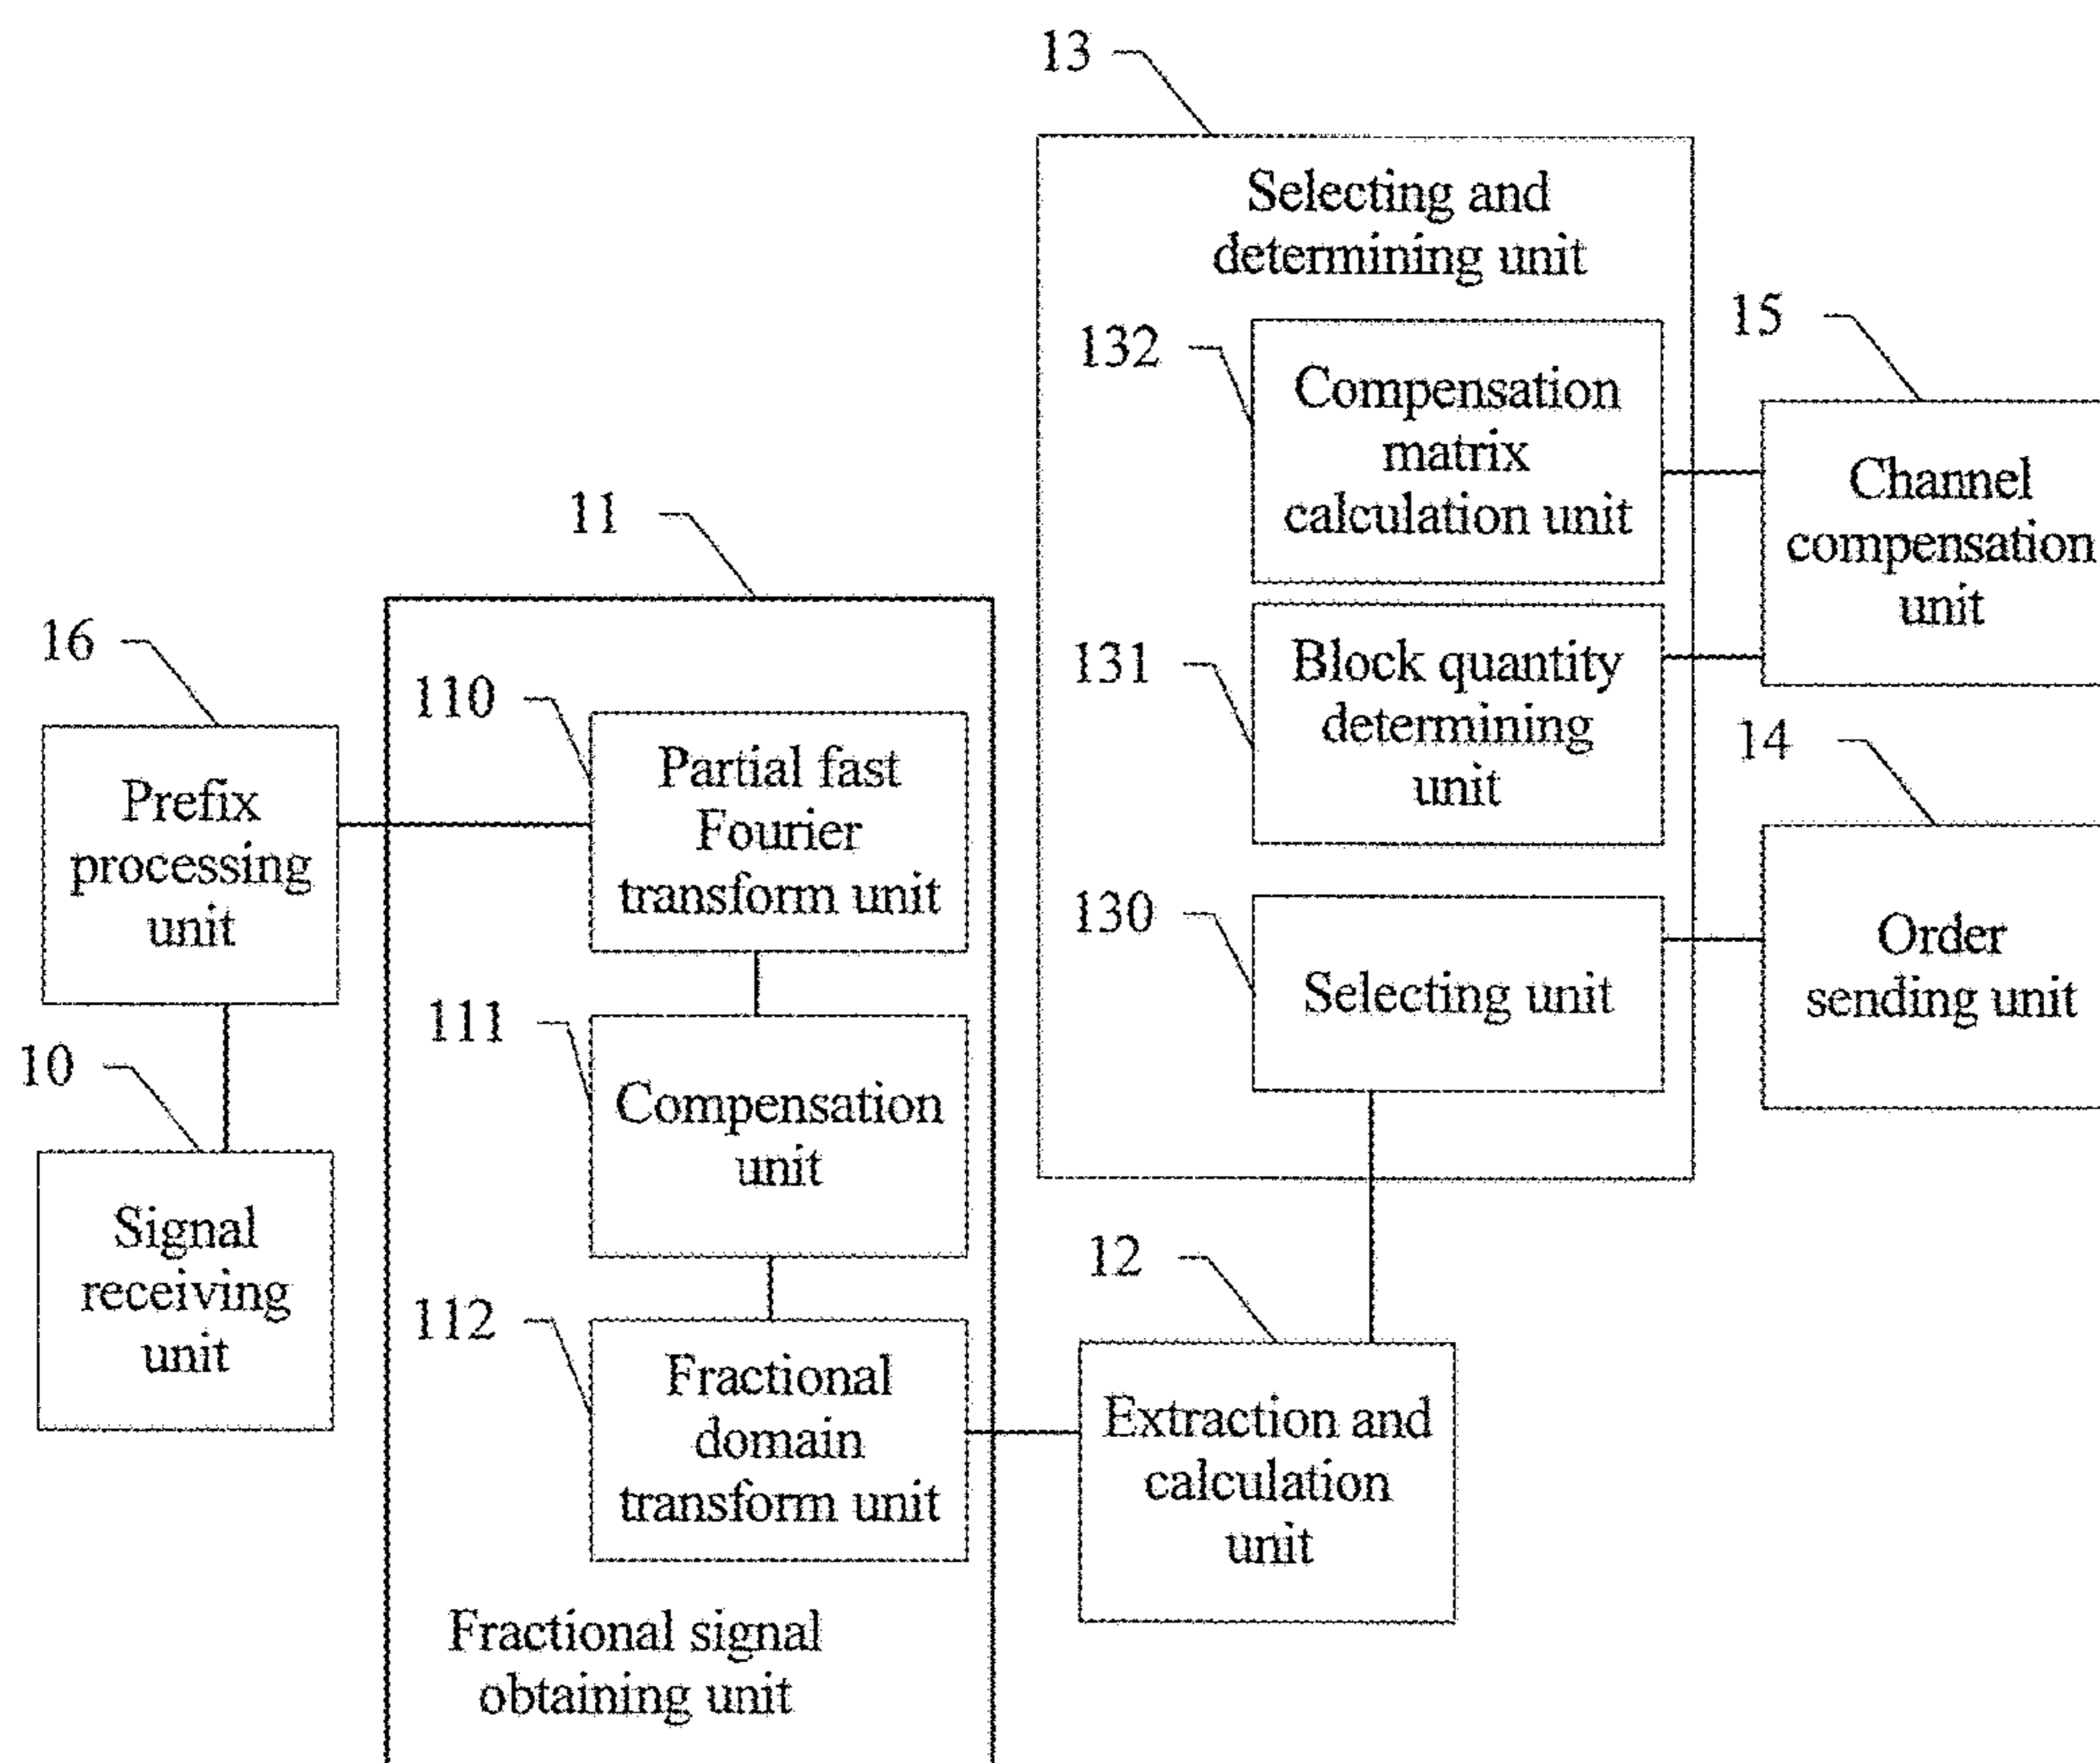 13
Selecting and
determining unit
132
Compensation
matrix
calculation unit
15
Channel
compensation
unit
131
Block quantity
determining
unit
14
Order
sending unit
130
Selecting unit
11
16
Prefix
processing
unit
110
Partial fast
Fourier
transform unit
10
Signal
receiving
unit
111
Compensation
unit
112
Fractional
domain
transform unit
12
Extraction and
calculation
unit
Fractional signal
obtaining unit